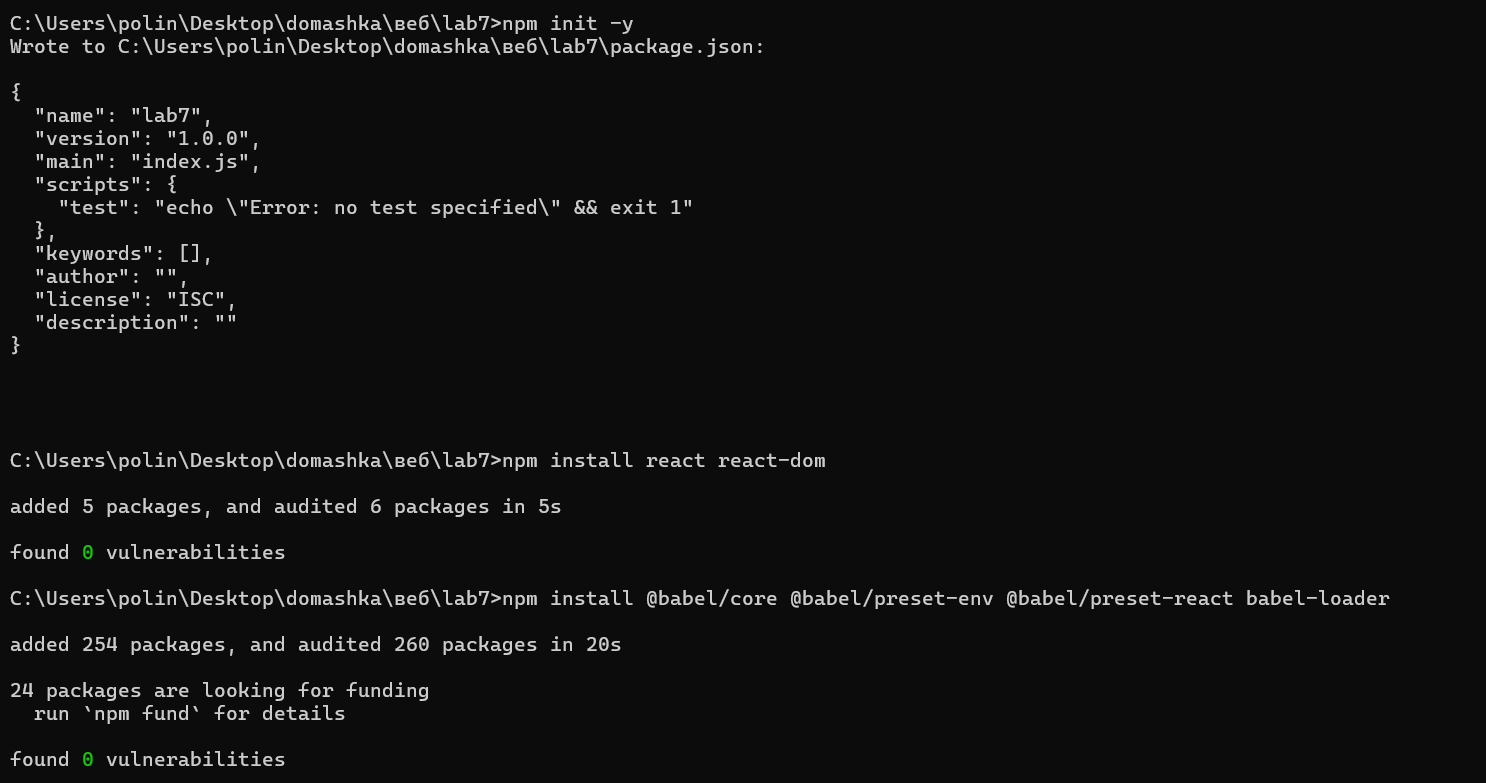 C:\Users\polin\Desktop\domashka\веб\lab7>npm init -y
Wrote to C:\Users\polin\Desktop\domashka\веб\lab7\package.json:
{
  "name": "lab7",
  "version": "1.0.0",
  "main": "index.js",
  "scripts": {
    "test": "echo \"Error: no test specified\" && exit 1"
  },
  "keywords": [],
  "author": "",
  "license": "ISC",
  "description": ""
}
C:\Users\polin\Desktop\domashka\веб\lab7>npm install react react-dom
added 5 packages, and audited 6 packages in 5s
found 0 vulnerabilities
C:\Users\polin\Desktop\domashka\веб\lab7>npm install @babel/core @babel/preset-env @babel/preset-react babel-loader
added 254 packages, and audited 260 packages in 20s
24 packages are looking for funding
  run `npm fund` for details
found 0 vulnerabilities